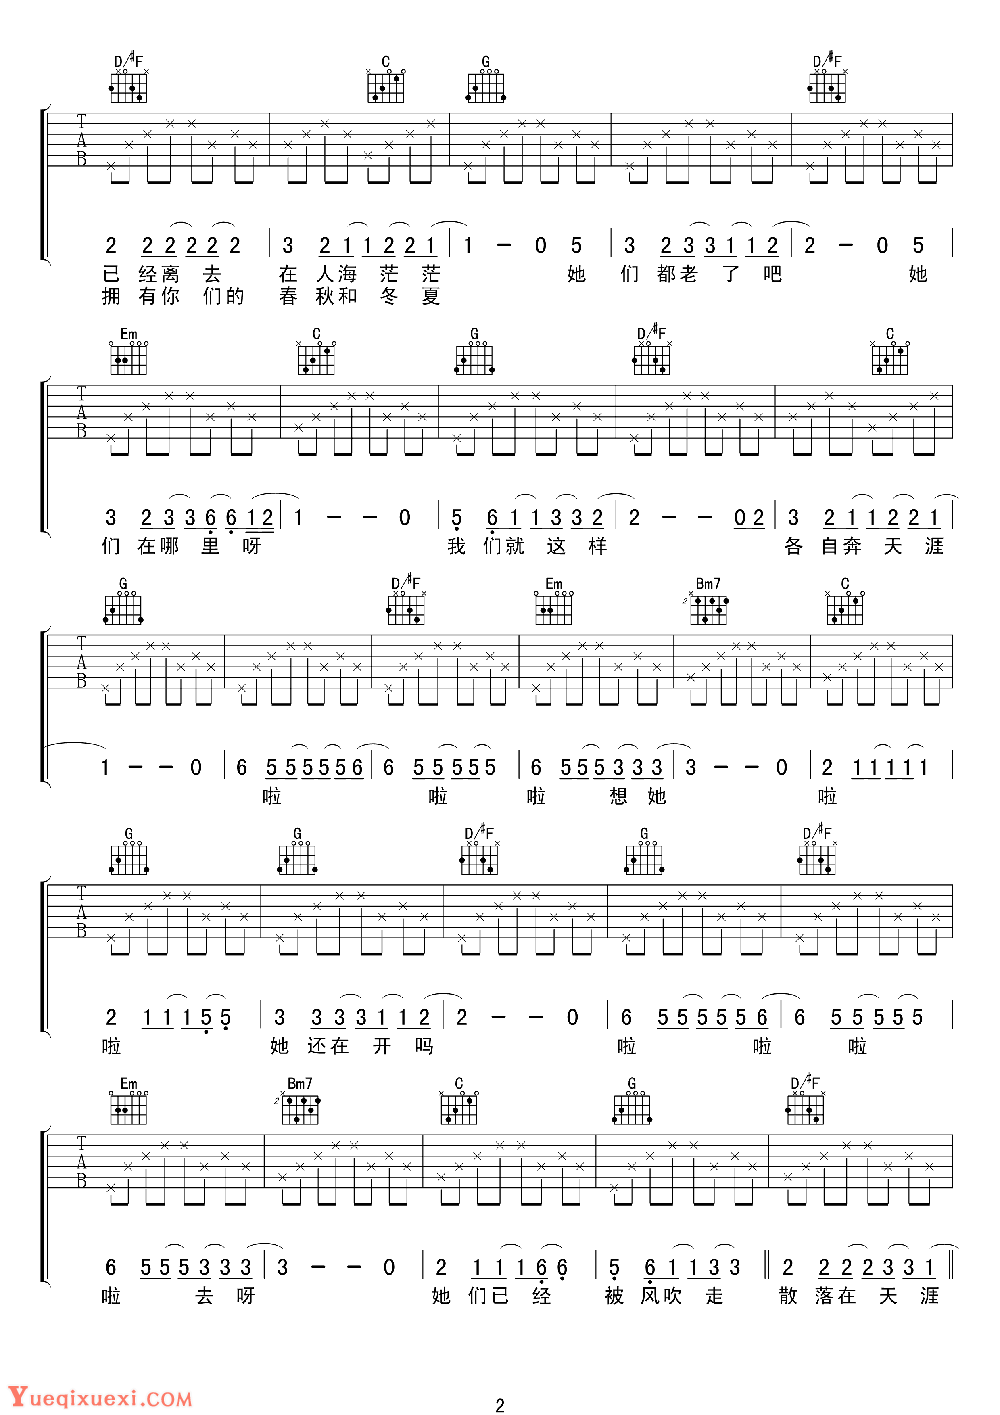 D/#F C G D/#F
T
A
B
2 2 2 2 2 2 | 3 2 1 1 2 2 1 | 1 - 0 5 | 3 2 3 3 1 1 2 | 2 - 0 5 |
已 经 离 去 在 人 海 茫 茫 她 们 都 老 了 吧 她
拥 有 你 们 的 春 秋 和 冬 夏
Em C G D/#F C
T
A
B
3 2 3 3 6 6 1 2 | 1 - - 0 | 5 6 1 1 3 3 2 | 2 - - 0 2 | 3 2 1 1 2 2 1 |
们 在 哪 里 呀 我 们 就 这 样 各 自 奔 天 涯
G D/#F Em Bm7 C
2
T
A
B
1 - - 0 | 6 5 5 5 5 5 6 | 6 5 5 5 5 5 | 6 5 5 5 3 3 3 | 3 - - 0 | 2 1 1 1 1 1 |
啦 啦 啦 想 她 啦
G G D/#F G D/#F
T
A
B
2 1 1 1 5 5 | 3 3 3 3 1 1 2 | 2 - - 0 | 6 5 5 5 5 5 6 | 6 5 5 5 5 5 |
啦 她 还 在 开 吗 啦 啦 啦
Em Bm7 C G D/#F
2
T
A
B
6 5 5 5 3 3 3 | 3 - - 0 | 2 1 1 1 6 6 | 5 6 1 1 3 3 || 2 2 2 2 3 3 1 ||
啦 去 呀 她 们 已 经 被 风 吹 走 散 落 在 天 涯
Yueqixuexi.COM
2